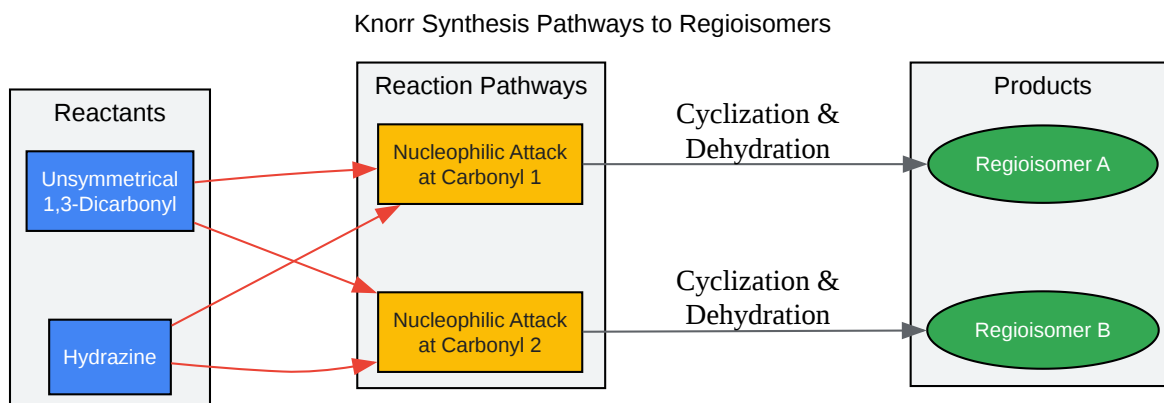 Knorr Synthesis Pathways to Regioisomers
Reactants
Unsymmetrical
1,3-Dicarbonyl
Hydrazine
Reaction Pathways
Nucleophilic Attack
at Carbonyl 1
Nucleophilic Attack
at Carbonyl 2
Cyclization &
Dehydration
Cyclization &
Dehydration
Products
Regioisomer A
Regioisomer B